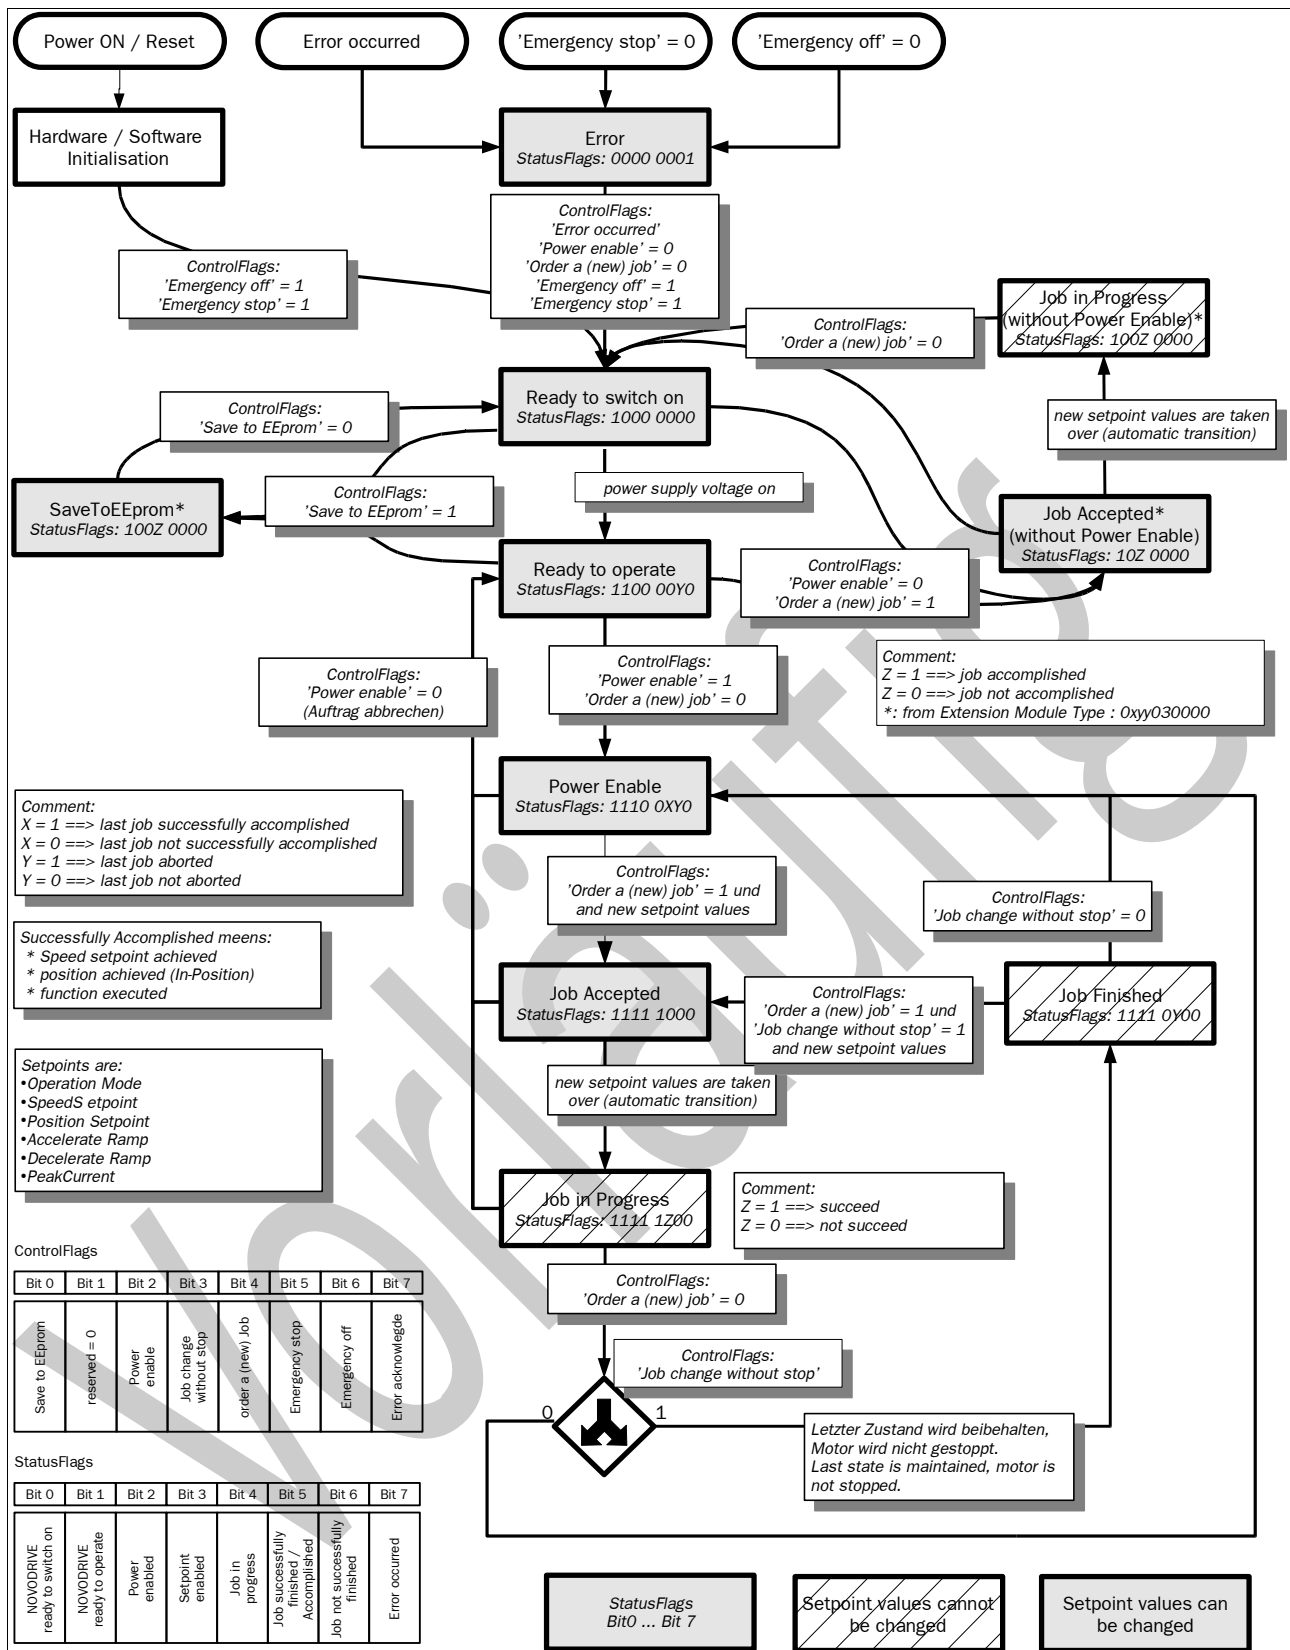 Power ON / Reset
Error occurred
'Emergency stop' = 0
'Emergency off' = 0
Hardware / Software
Initialisation
Error
StatusFlags: 0000 0001
ControlFlags:
'Error occurred'
'Power enable' = 0
'Order a (new) job' = 0
'Emergency off' = 1
'Emergency stop' = 1
ControlFlags:
'Emergency off' = 1
'Emergency stop' = 1
Job in Progress
(without Power Enable)*
StatusFlags: 100Z 0000
ControlFlags:
'Order a (new) job' = 0
Ready to switch on
StatusFlags: 1000 0000
ControlFlags:
'Save to EEprom' = 0
new setpoint values are taken
over (automatic transition)
SaveToEEprom*
StatusFlags: 100Z 0000
ControlFlags:
'Save to EEprom' = 1
power supply voltage on
Job Accepted*
(without Power Enable)
StatusFlags: 10Z 0000
Ready to operate
StatusFlags: 1100 00Y0
ControlFlags:
'Power enable' = 0
'Order a (new) job' = 1
ControlFlags:
'Power enable' = 0
(Auftrag abbrechen)
ControlFlags:
'Power enable' = 1
'Order a (new) job' = 0
Comment:
Z = 1 ==> job accomplished
Z = 0 ==> job not accomplished
*: from Extension Module Type : 0xyy030000
Power Enable
StatusFlags: 1110 0XY0
Comment:
X = 1 ==> last job successfully accomplished
X = 0 ==> last job not successfully accomplished
Y = 1 ==> last job aborted
Y = 0 ==> last job not aborted
ControlFlags:
'Order a (new) job' = 1 und
and new setpoint values
ControlFlags:
'Job change without stop' = 0
Successfully Accomplished meens:
* Speed setpoint achieved
* position achieved (In-Position)
* function executed
Job Accepted
StatusFlags: 1111 1000
ControlFlags:
'Order a (new) job' = 1 und
'Job change without stop' = 1
and new setpoint values
Job Finished
StatusFlags: 1111 0Y00
Setpoints are:
•Operation Mode
•SpeedS etpoint
•Position Setpoint
•Accelerate Ramp
•Decelerate Ramp
•PeakCurrent
new setpoint values are taken
over (automatic transition)
Job in Progress
StatusFlags: 1111 1Z00
Comment:
Z = 1 ==> succeed
Z = 0 ==> not succeed
ControlFlags
Bit 0 Bit 1 Bit 2 Bit 3 Bit 4 Bit 5 Bit 6 Bit 7
Save to EEprom
reserved = 0
Power
enable
Job change
without stop
order a (new) Job
Emergency stop
Emergency off
Error acknowlegde
ControlFlags:
'Order a (new) job' = 0
ControlFlags:
'Job change without stop'
0
1
Letzter Zustand wird beibehalten,
Motor wird nicht gestoppt.
Last state is maintained, motor is
not stopped.
StatusFlags
Bit 0 Bit 1 Bit 2 Bit 3 Bit 4 Bit 5 Bit 6 Bit 7
NOVODRIVE
ready to switch on
NOVODRIVE
ready to operate
Power
enabled
Setpoint
enabled
Job in
progress
Job successfully
finished /
Accomplished
Job not successfully
finished
Error occurred
StatusFlags
Bit0 ... Bit 7
Setpoint values cannot
be changed
Setpoint values can
be changed
Vorläufig